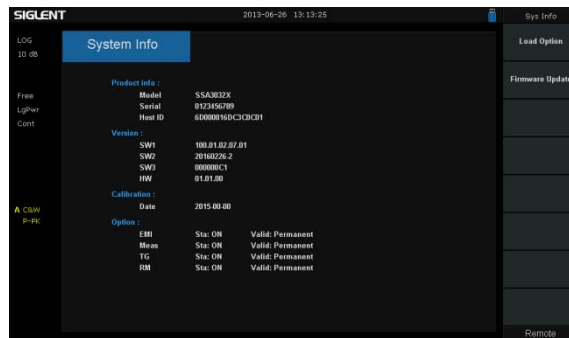 SIGLENT 2013-06-26 13:13:25 Sys Info
LOG
10 dB
System Info
Load Option
Product info :
Firmware Update
Free
Model SSA3032X
LgPwr
Serial 0123456789
Cont
Host ID 6D000016DC3CDC01
Version :
SW1 100.01.02.07.01
SW2 20160226-2
SW3 000000C1
HW 01.01.00
Calibration :
A C&W
Date 2015-00-00
P-PK
Option :
EMI Sta: ON Valid: Permanent
Meas Sta: ON Valid: Permanent
TG Sta: ON Valid: Permanent
RM Sta: ON Valid: Permanent
Remote